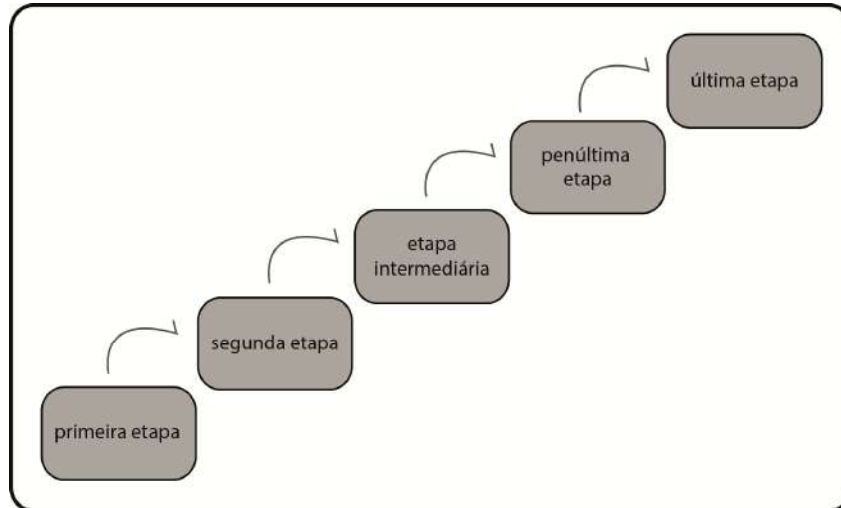 última etapa
penúltima
etapa
etapa
intermediária
segunda etapa
primeira etapa